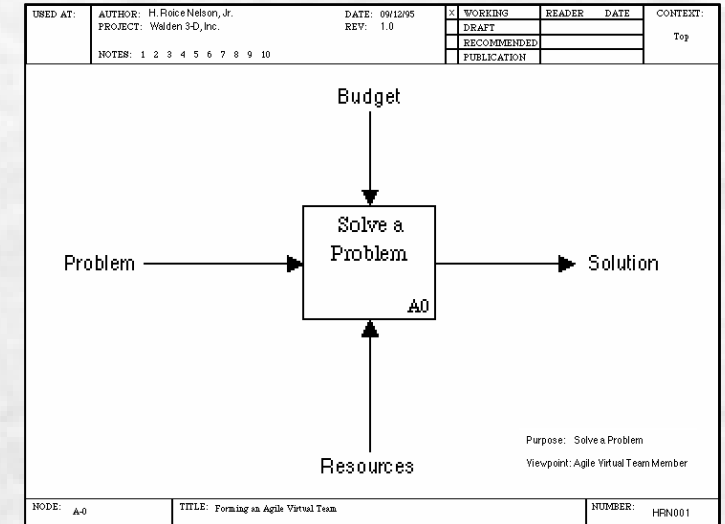 USED AT:
AUTHOR: H. Roice Nelson, Jr.
DATE: 09/12/95
PROJECT: Walden 3-D, Inc.
REV: 1.0
NOTES: 1 2 3 4 5 6 7 8 9 10
X WORKING
DRAFT
RECOMMENDED
PUBLICATION
READER DATE
CONTEXT:
Top
Budget
Solve a
Problem
A0
Problem
Solution
Resources
Purpose: Solve a Problem
Viewpoint: Agile Virtual Team Member
NODE: A-0
TITLE: Forming an Agile Virtual Team
NUMBER: HRN001